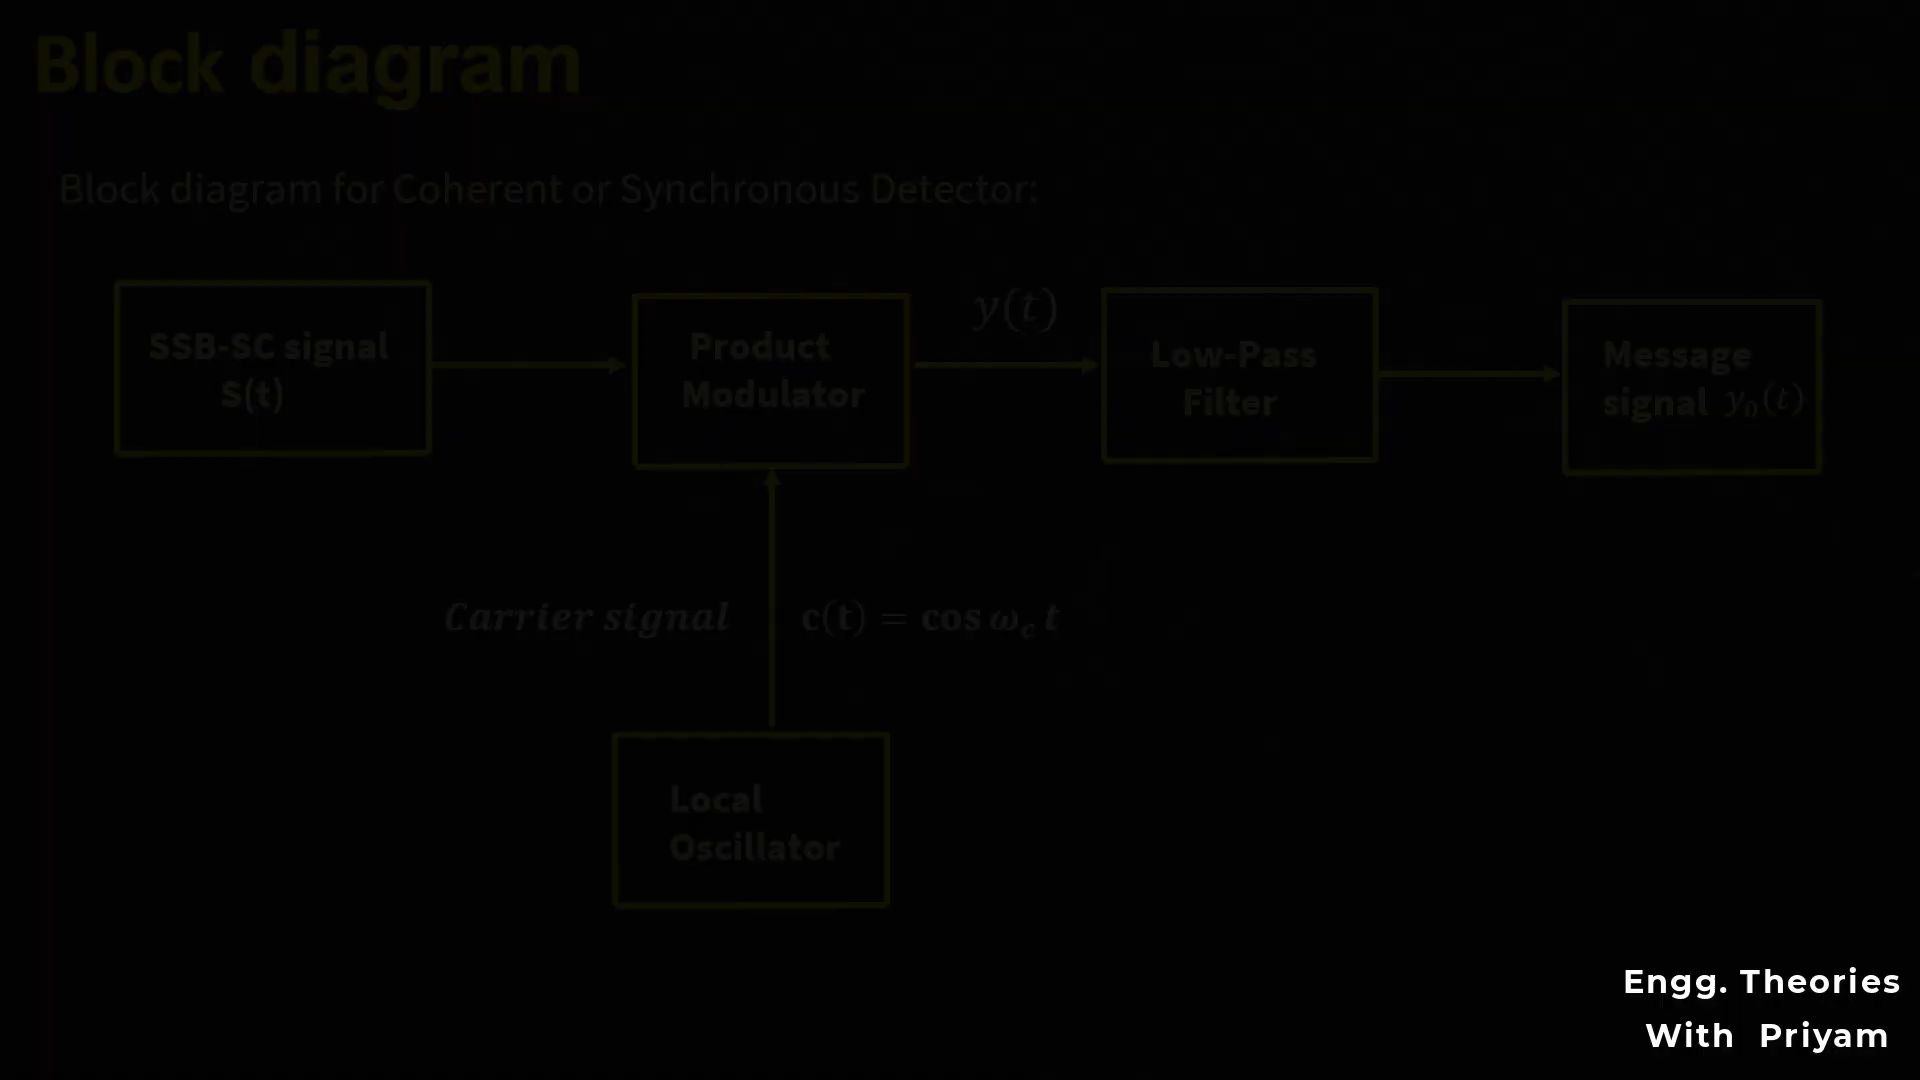 Block diagram
Block diagram for Coherent or Synchronous Detector:
SSB-SC signal
S(t)
Product
Modulator
y(t)
Low-Pass
Filter
Message
signal y₀(t)
Carrier signal c(t) = cos ω꜀ t
Local
Oscillator
Engg. Theories
With Priyam